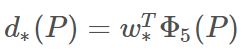 d_*(P) = w_*^T Φ_5(P)